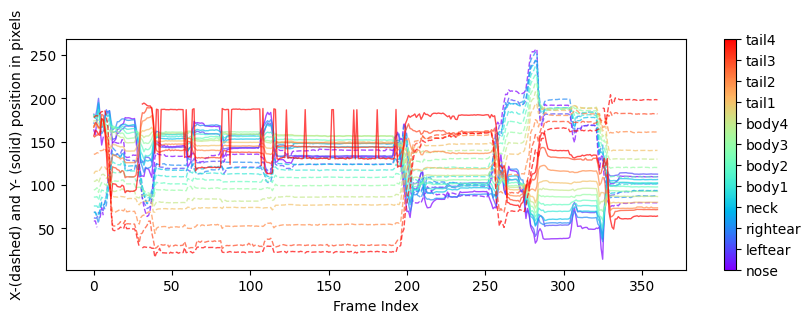 X-(dashed) and Y- (solid) position in pixels
250
200
150
100
50
0
50
100
150
200
250
300
350
Frame Index
tail4
tail3
tail2
tail1
body4
body3
body2
body1
neck
rightear
leftear
nose